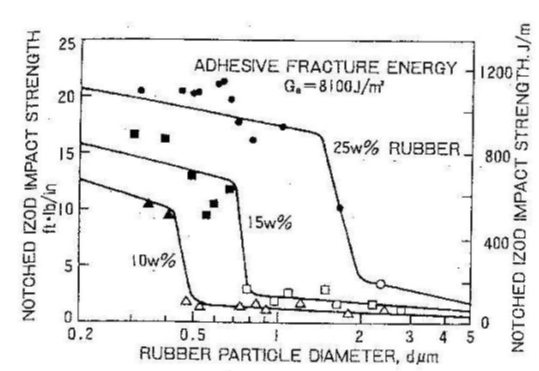 NOTCHED IZOD IMPACT STRENGTH
ft·lb/in
25
20
15
10
5
0
ADHESIVE FRACTURE ENERGY
Gₐ=8100J/m²
25w% RUBBER
15w%
10w%
1200
800
400
0
NOTCHED IZOD IMPACT STRENGTH.J/m
0.2
0.5
1
2
3
4
5
RUBBER PARTICLE DIAMETER, dμm